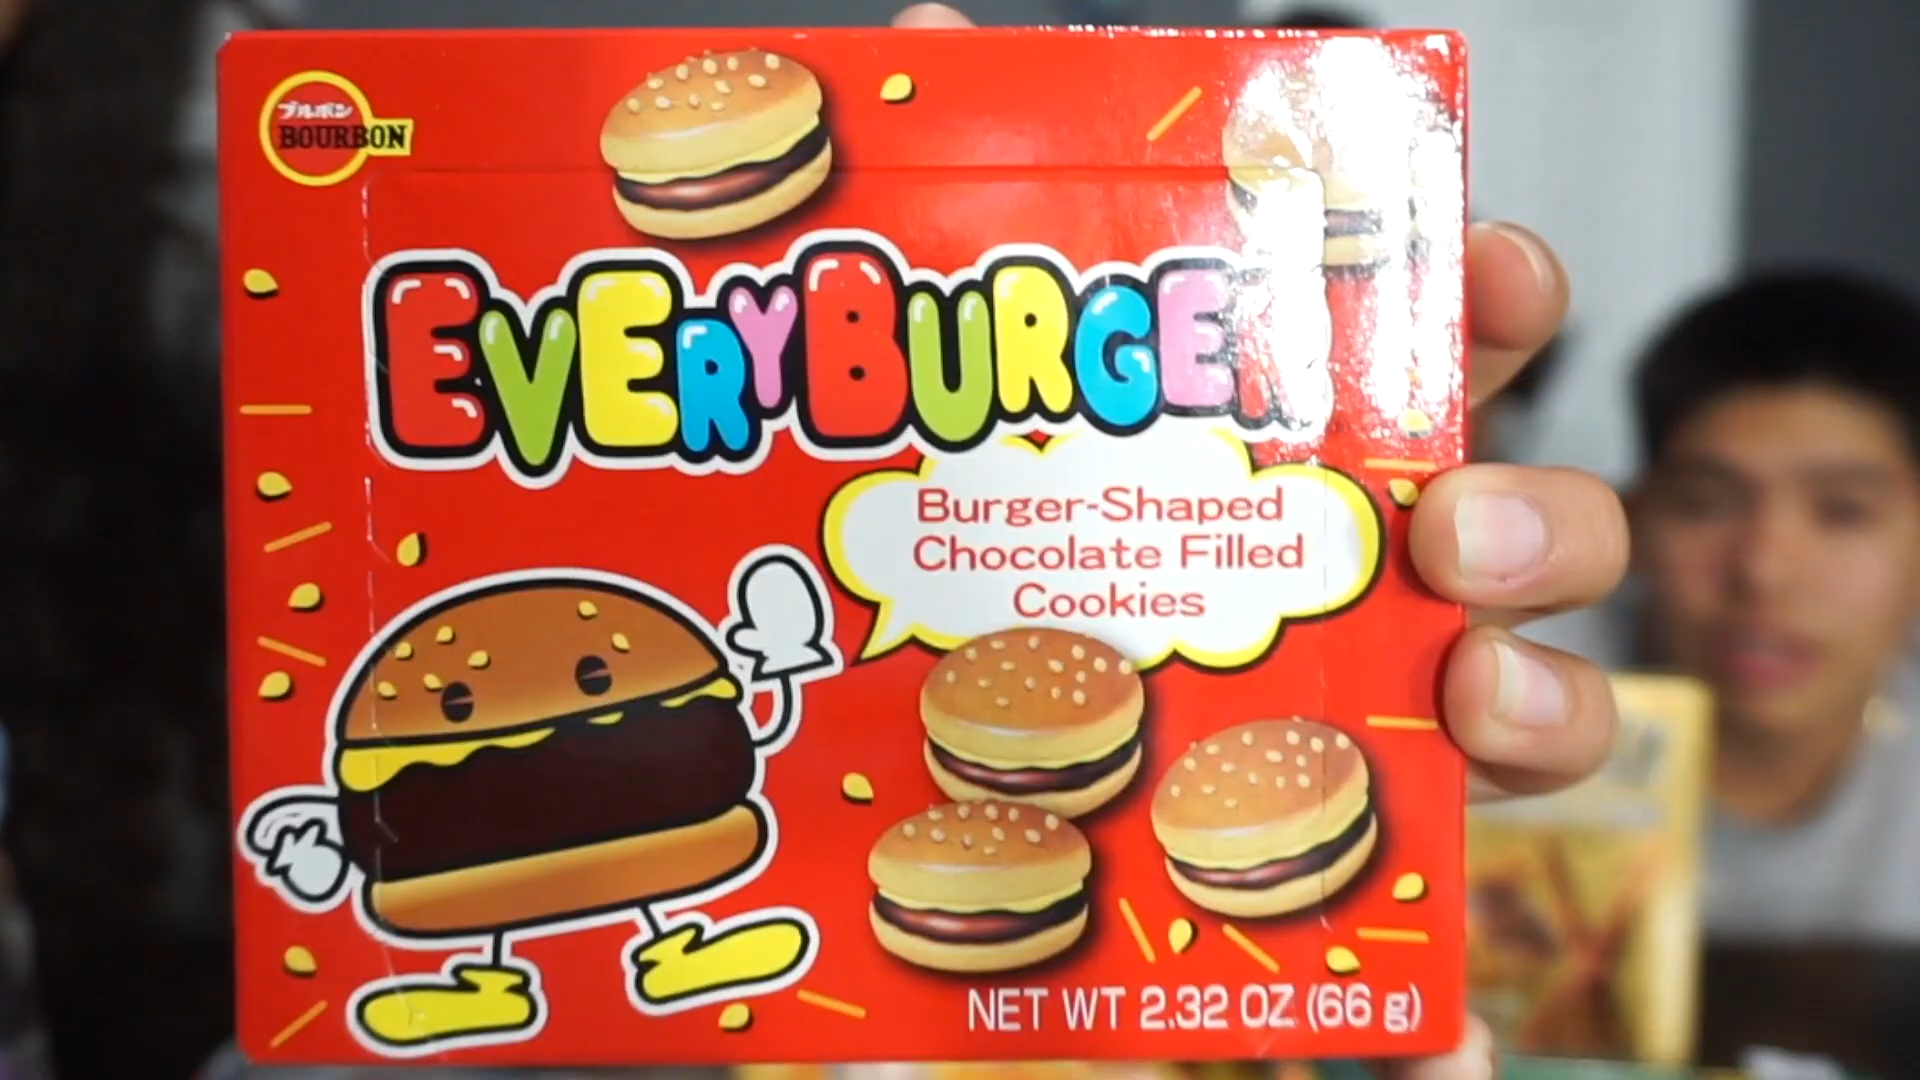 ブルボン
BOURBON
EVERYBURGER
Burger-Shaped
Chocolate Filled
Cookies
NET WT 2.32 OZ (66 g)